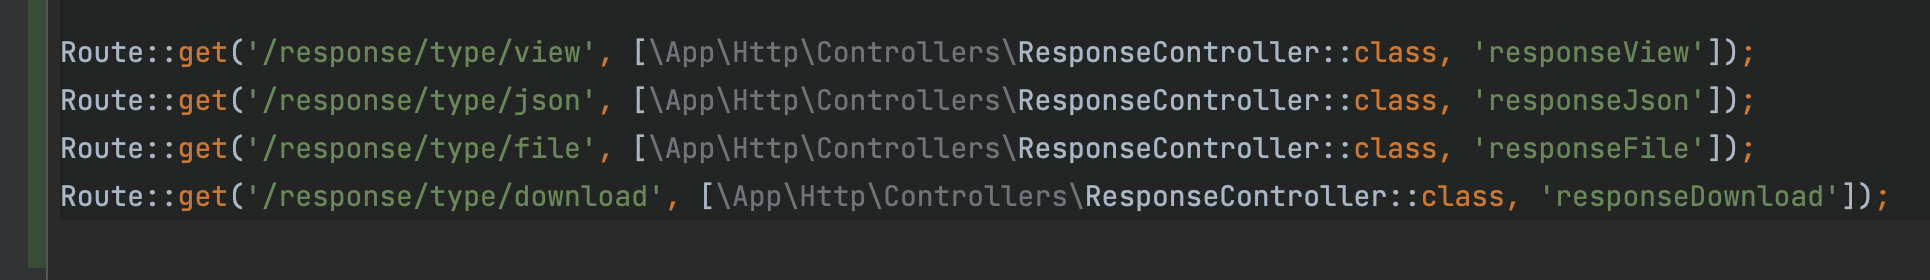 Route::get('/response/type/view', [\App\Http\Controllers\ResponseController::class, 'responseView']);
Route::get('/response/type/json', [\App\Http\Controllers\ResponseController::class, 'responseJson']);
Route::get('/response/type/file', [\App\Http\Controllers\ResponseController::class, 'responseFile']);
Route::get('/response/type/download', [\App\Http\Controllers\ResponseController::class, 'responseDownload']);